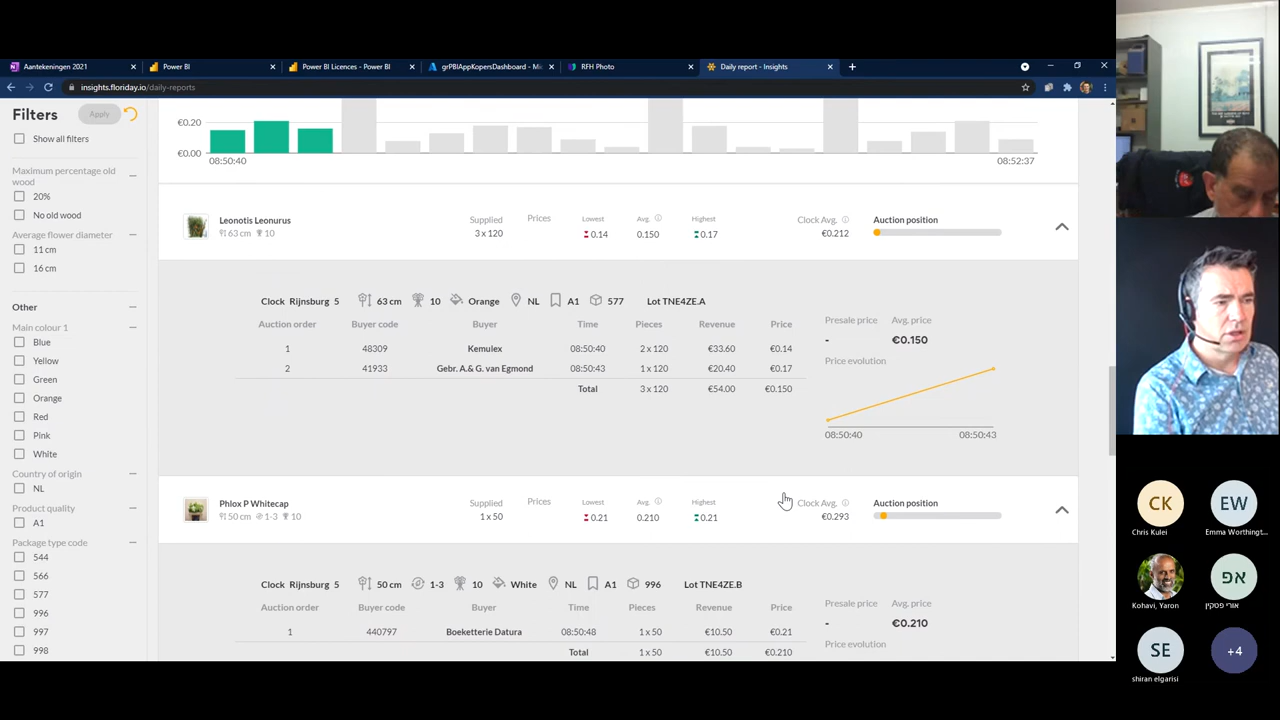 Aantekeningen 2021
Power BI
Power BI Licences - Power BI
grPBIAppKopersDashboard - Mic
RFH Photo
Daily report - Insights
insights.floriday.io/daily-reports
Filters
Apply
Show all filters
Maximum percentage old
wood
20%
No old wood
Average flower diameter
11 cm
16 cm
Other
Main colour 1
Blue
Yellow
Green
Orange
Red
Pink
White
Country of origin
NL
Product quality
A1
Package type code
544
566
577
996
997
998
€0.20
€0.00
08:50:40
08:52:37
Leonotis Leonurus
63 cm 10
Supplied
3 x 120
Prices
Lowest
0.14
Avg.
0.150
Highest
0.17
Clock Avg.
€0.212
Auction position
Clock Rijnsburg 5 63 cm 10 Orange NL A1 577 Lot TNE4ZE.A
Auction order Buyer code Buyer Time Pieces Revenue Price
1 48309 Kemulex 08:50:40 2 x 120 €33.60 €0.14
2 41933 Gebr. A.& G. van Egmond 08:50:43 1 x 120 €20.40 €0.17
Total 3 x 120 €54.00 €0.150
Presale price Avg. price
- €0.150
Price evolution
08:50:40 08:50:43
Phlox P Whitecap
50 cm 1-3 10
Supplied
1 x 50
Prices
Lowest
0.21
Avg.
0.210
Highest
0.21
Clock Avg.
€0.293
Auction position
Clock Rijnsburg 5 50 cm 1-3 10 White NL A1 996 Lot TNE4ZE.B
Auction order Buyer code Buyer Time Pieces Revenue Price
1 440797 Boeketterie Datura 08:50:48 1 x 50 €10.50 €0.21
Total 1 x 50 €10.50 €0.210
Presale price Avg. price
- €0.210
Price evolution
CK
Chris Kulei
EW
Emma Worthingt...
Kohavi, Yaron
אפ
אורי פטקין
SE
shiran elgarisi
+4